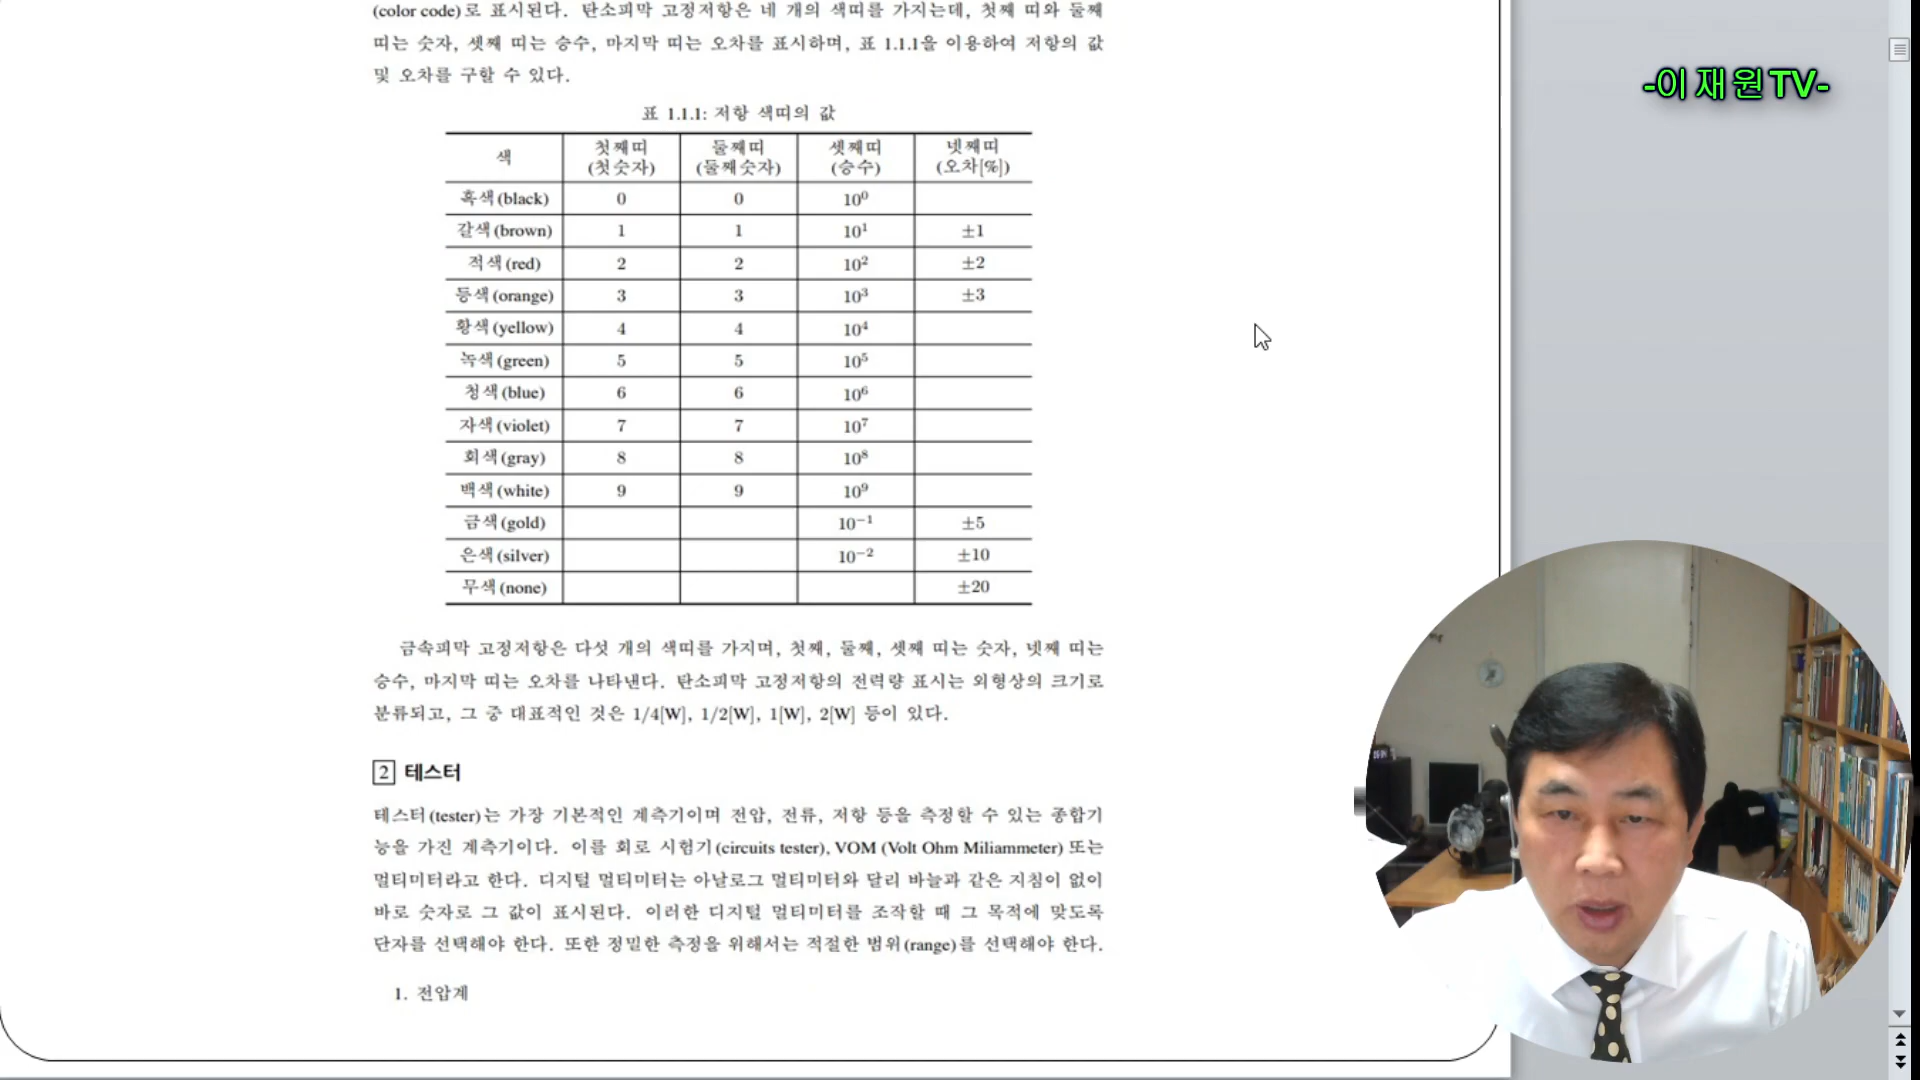 (color code)로 표시된다. 탄소피막 고정저항은 네 개의 색띠를 가지는데, 첫째 띠와 둘째
띠는 숫자, 셋째 띠는 승수, 마지막 띠는 오차를 표시하며, 표 1.1.1을 이용하여 저항의 값
및 오차를 구할 수 있다.
-이재원TV-
표 1.1.1: 저항 색띠의 값
색 첫째띠 (첫숫자) 둘째띠 (둘째숫자) 셋째띠 (승수) 넷째띠 (오차[%])
흑색(black) 0 0 10⁰
갈색(brown) 1 1 10¹ ±1
적색(red) 2 2 10² ±2
등색(orange) 3 3 10³ ±3
황색(yellow) 4 4 10⁴
녹색(green) 5 5 10⁵
청색(blue) 6 6 10⁶
자색(violet) 7 7 10⁷
회색(gray) 8 8 10⁸
백색(white) 9 9 10⁹
금색(gold) 10⁻¹ ±5
은색(silver) 10⁻² ±10
무색(none) ±20
금속피막 고정저항은 다섯 개의 색띠를 가지며, 첫째, 둘째, 셋째 띠는 숫자, 넷째 띠는
승수, 마지막 띠는 오차를 나타낸다. 탄소피막 고정저항의 전력량 표시는 외형상의 크기로
분류되고, 그 중 대표적인 것은 1/4[W], 1/2[W], 1[W], 2[W] 등이 있다.
2 테스터
테스터(tester)는 가장 기본적인 계측기이며 전압, 전류, 저항 등을 측정할 수 있는 종합기
능을 가진 계측기이다. 이를 회로 시험기(circuits tester), VOM (Volt Ohm Miliammeter) 또는
멀티미터라고 한다. 디지털 멀티미터는 아날로그 멀티미터와 달리 바늘과 같은 지침이 없이
바로 숫자로 그 값이 표시된다. 이러한 디지털 멀티미터를 조작할 때 그 목적에 맞도록
단자를 선택해야 한다. 또한 정밀한 측정을 위해서는 적절한 범위(range)를 선택해야 한다.
1. 전압계